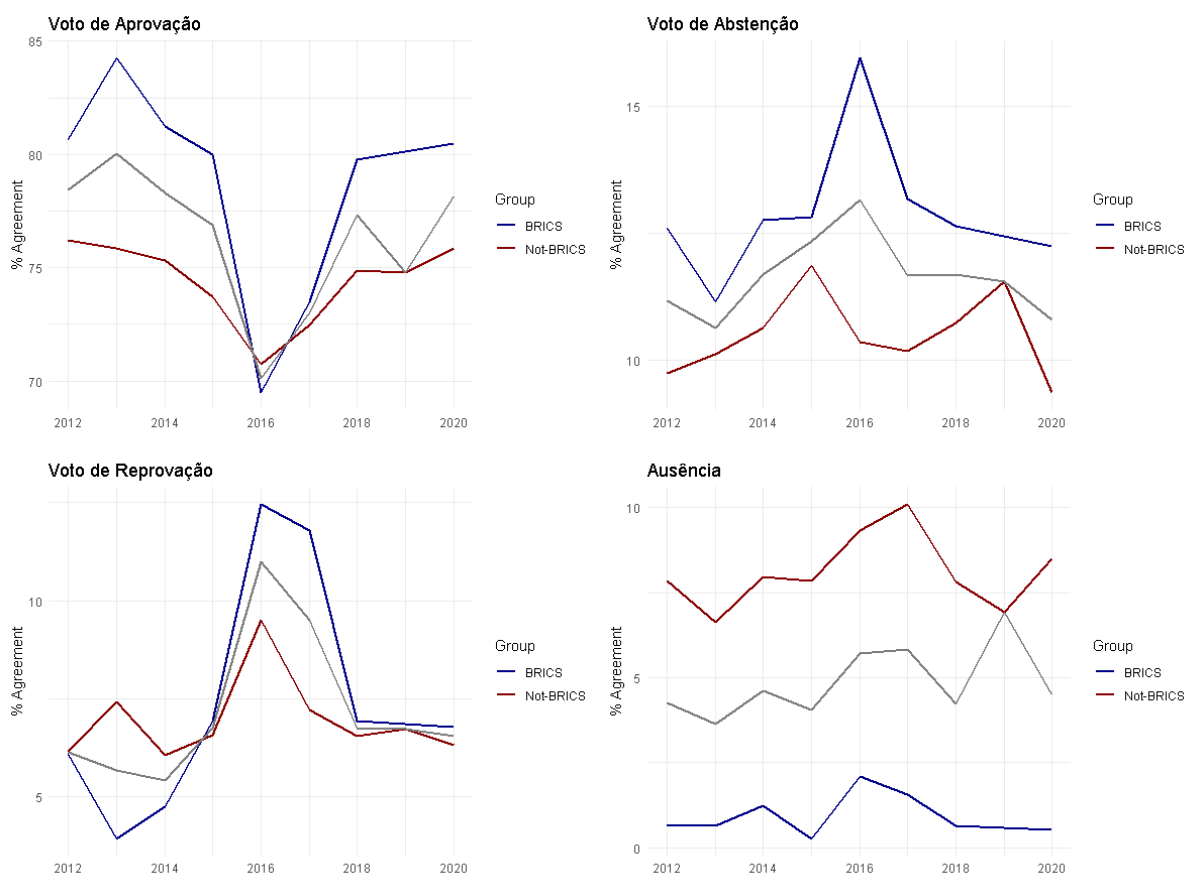 Voto de Aprovação
85
80
75
70
% Agreement
2012 2014 2016 2018 2020
Group
BRICS
Not-BRICS
Voto de Abstenção
15
10
% Agreement
2012 2014 2016 2018 2020
Group
BRICS
Not-BRICS
Voto de Reprovação
10
5
% Agreement
2012 2014 2016 2018 2020
Group
BRICS
Not-BRICS
Ausência
10
5
0
% Agreement
2012 2014 2016 2018 2020
Group
BRICS
Not-BRICS